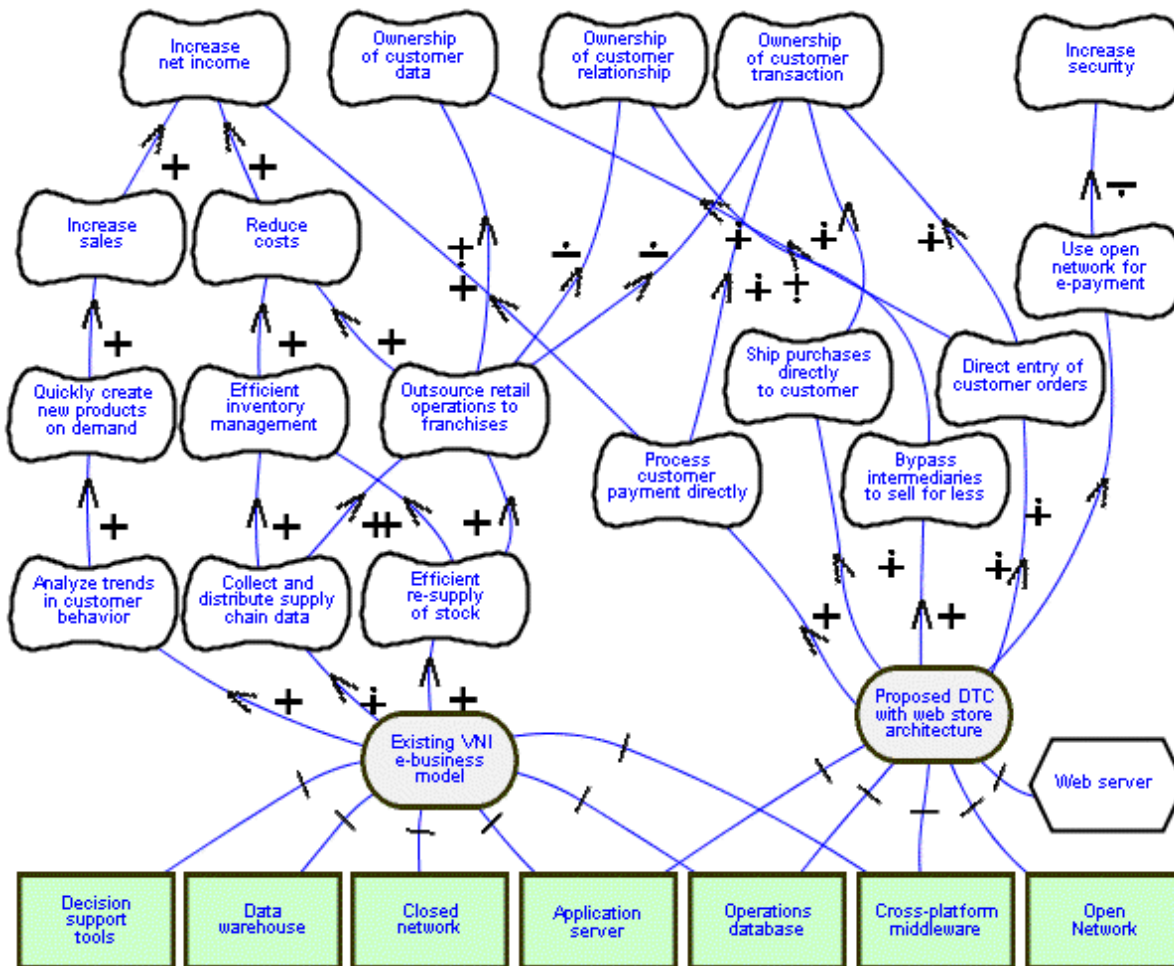 Increase
net income
Ownership
of customer
data
Ownership
of customer
relationship
Ownership
of customer
transaction
Increase
security
+
+
Increase
sales
Reduce
costs
Use open
network for
e-payment
+
+
+
+
Quickly create
new products
on demand
Efficient
inventory
management
Outsource retail
operations to
franchises
Ship purchases
directly
to customer
Direct entry of
customer orders
Process
customer
payment directly
Bypass
intermediaries
to sell for less
+
+
++
+
Analyze trends
in customer
behavior
Collect and
distribute supply
chain data
Efficient
re-supply
of stock
+
+
+
+
Proposed DTC
with web store
architecture
Existing VNI
e-business
model
Web server
Decision
support
tools
Data
warehouse
Closed
network
Application
server
Operations
database
Cross-platform
middleware
Open
Network